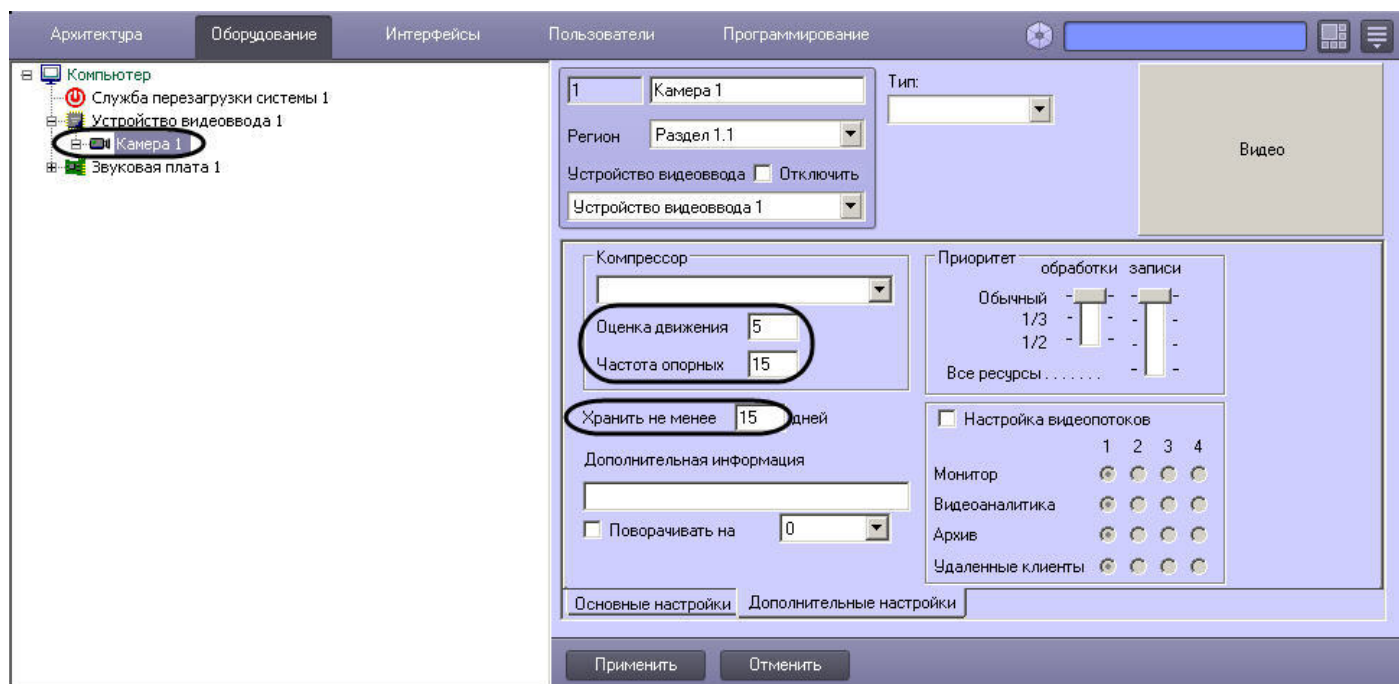 Архитектура Оборудование Интерфейсы Пользователи Программирование
Компьютер
Служба перезагрузки системы 1
Устройство видеоввода 1
Камера 1
Звуковая плата 1
1 Камера 1 Тип:
Регион Раздел 1.1
Устройство видеоввода Отключить
Устройство видеоввода 1
Видео
Компрессор
Оценка движения 5
Частота опорных 15
Хранить не менее 15 дней
Дополнительная информация
Поворачивать на 0
Приоритет обработки записи
Обычный
1/3
1/2
Все ресурсы.......
Настройка видеопотоков
1 2 3 4
Монитор
Видеоаналитика
Архив
Удаленные клиенты
Основные настройки Дополнительные настройки
Применить Отменить